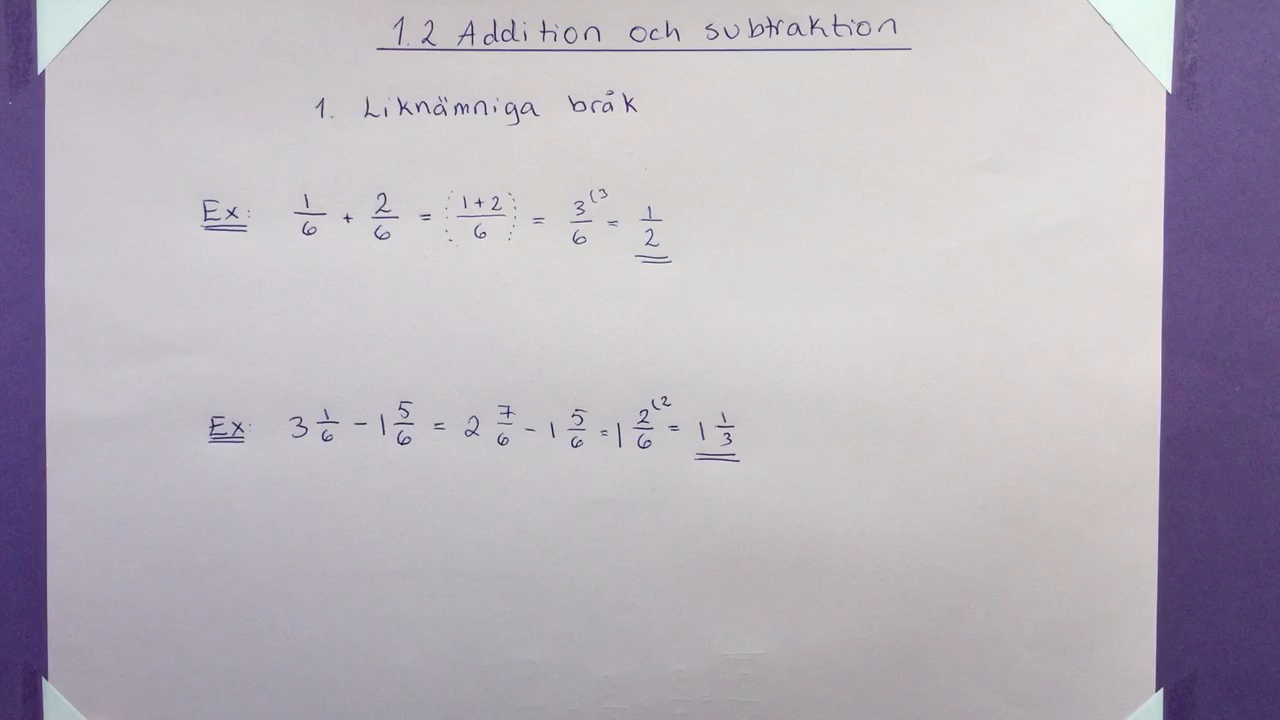 1.2 Addition och subtraktion
1. Liknämniga bråk
Ex: 1/6 + 2/6 = (1+2)/6 = 3/6 (3 = 1/2
Ex: 3 1/6 - 1 5/6 = 2 7/6 - 1 5/6 = 1 2/6 (2 = 1 1/3